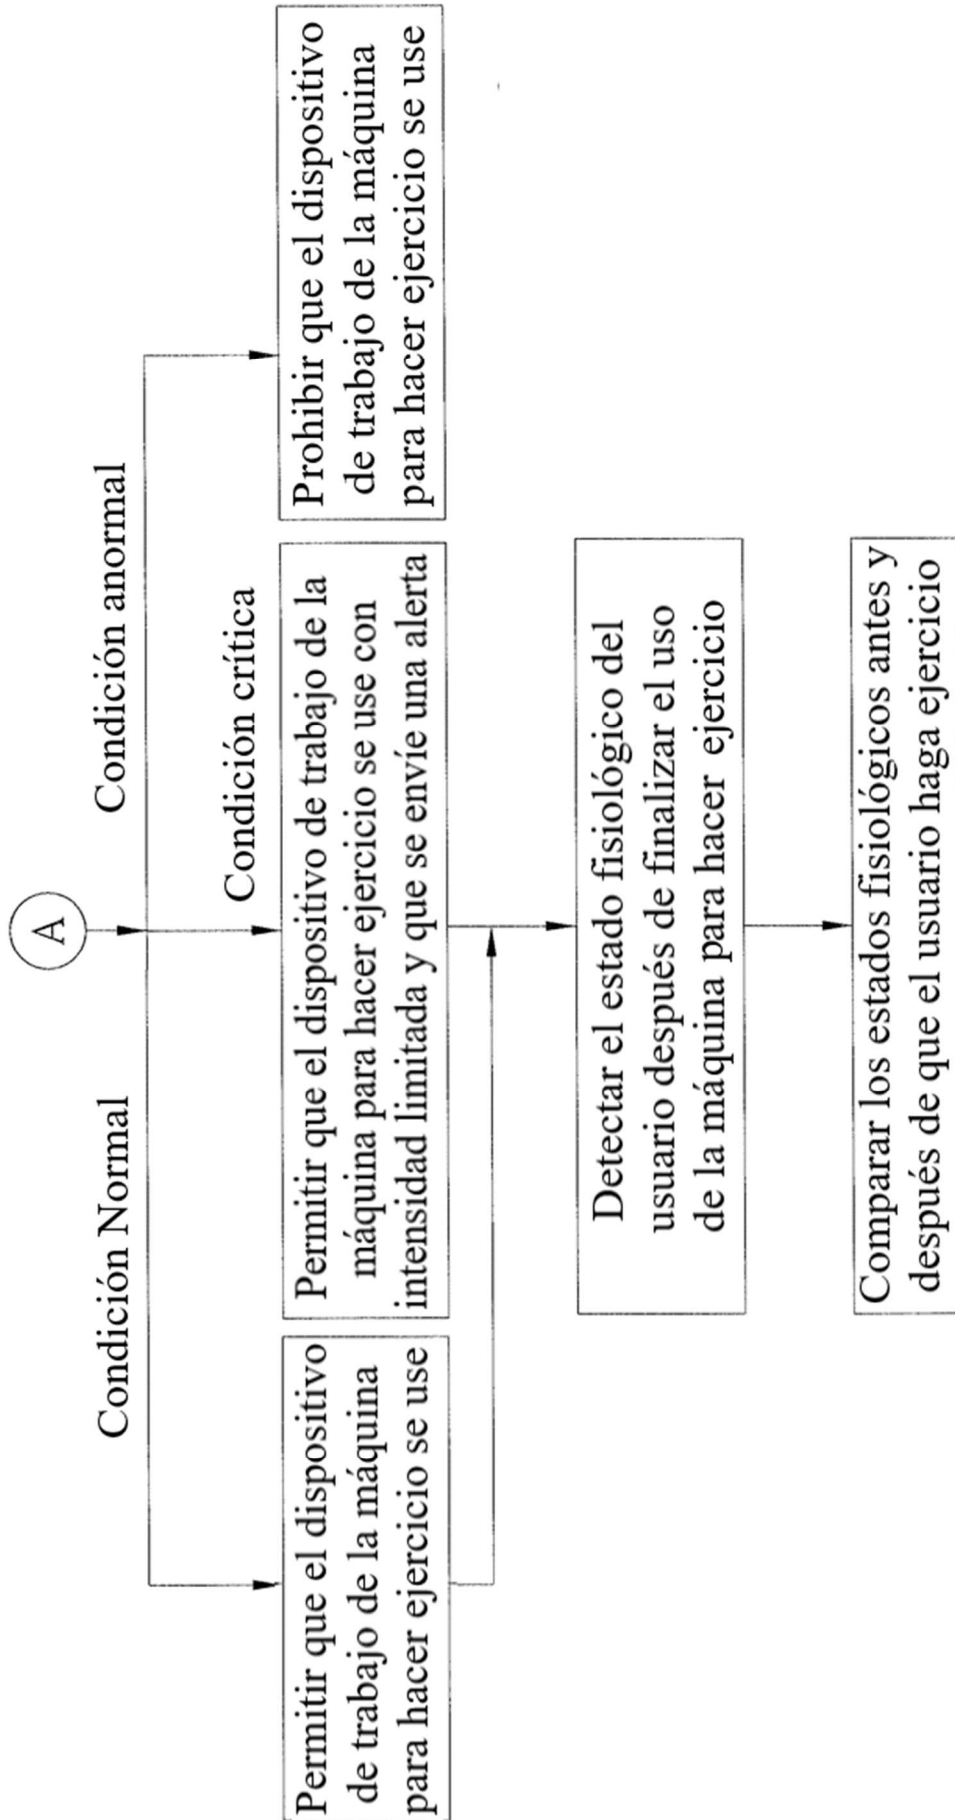 A
Condición Normal
Condición crítica
Condición anormal
Permitir que el dispositivo
de trabajo de la máquina
para hacer ejercicio se use
Permitir que el dispositivo de trabajo de la
máquina para hacer ejercicio se use con
intensidad limitada y que se envíe una alerta
Prohibir que el dispositivo
de trabajo de la máquina
para hacer ejercicio se use
Detectar el estado fisiológico del
usuario después de finalizar el uso
de la máquina para hacer ejercicio
Comparar los estados fisiológicos antes y
después de que el usuario haga ejercicio